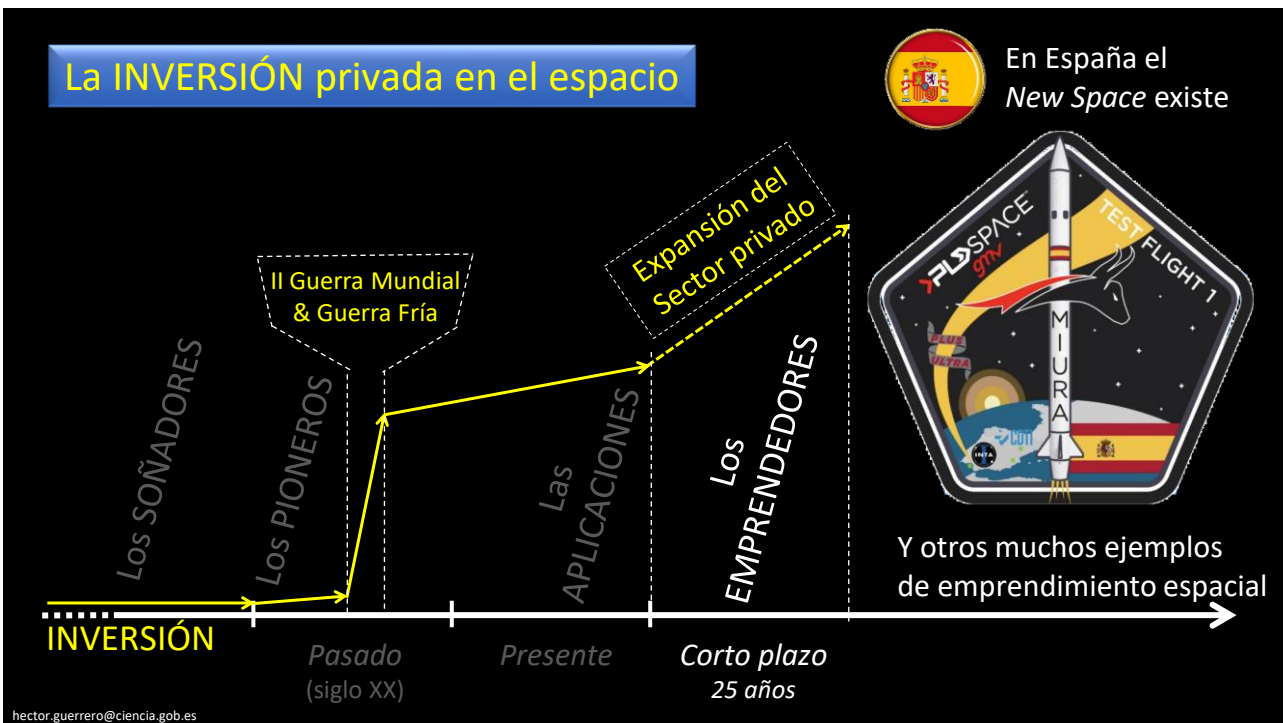 La INVERSIÓN privada en el espacio
En España el
New Space existe
Expansión del
Sector privado
II Guerra Mundial
& Guerra Fría
Los SOÑADORES
Los PIONEROS
Las
APLICACIONES
Los
EMPRENDEDORES
PLD SPACE
gmv
TEST FLIGHT 1
MIURA
PLUS
ULTRA
CDTI
INTA
Y otros muchos ejemplos
de emprendimiento espacial
INVERSIÓN
Pasado
(siglo XX)
Presente
Corto plazo
25 años
hector.guerrero@ciencia.gob.es